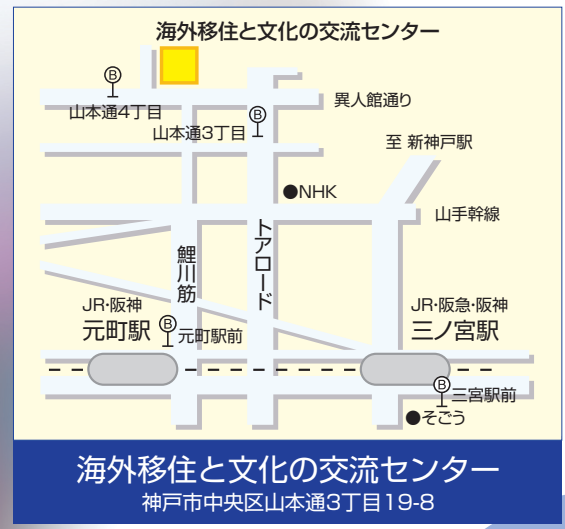 海外移住と文化の交流センター
Ⓑ
山本通4丁目
Ⓑ
山本通3丁目
異人館通り
至 新神戸駅
●NHK
山手幹線
鯉川筋
トアロード
JR・阪神
元町駅
Ⓑ
元町駅前
JR・阪急・阪神
三ノ宮駅
Ⓑ
三宮駅前
●そごう
海外移住と文化の交流センター
神戸市中央区山本通3丁目19-8